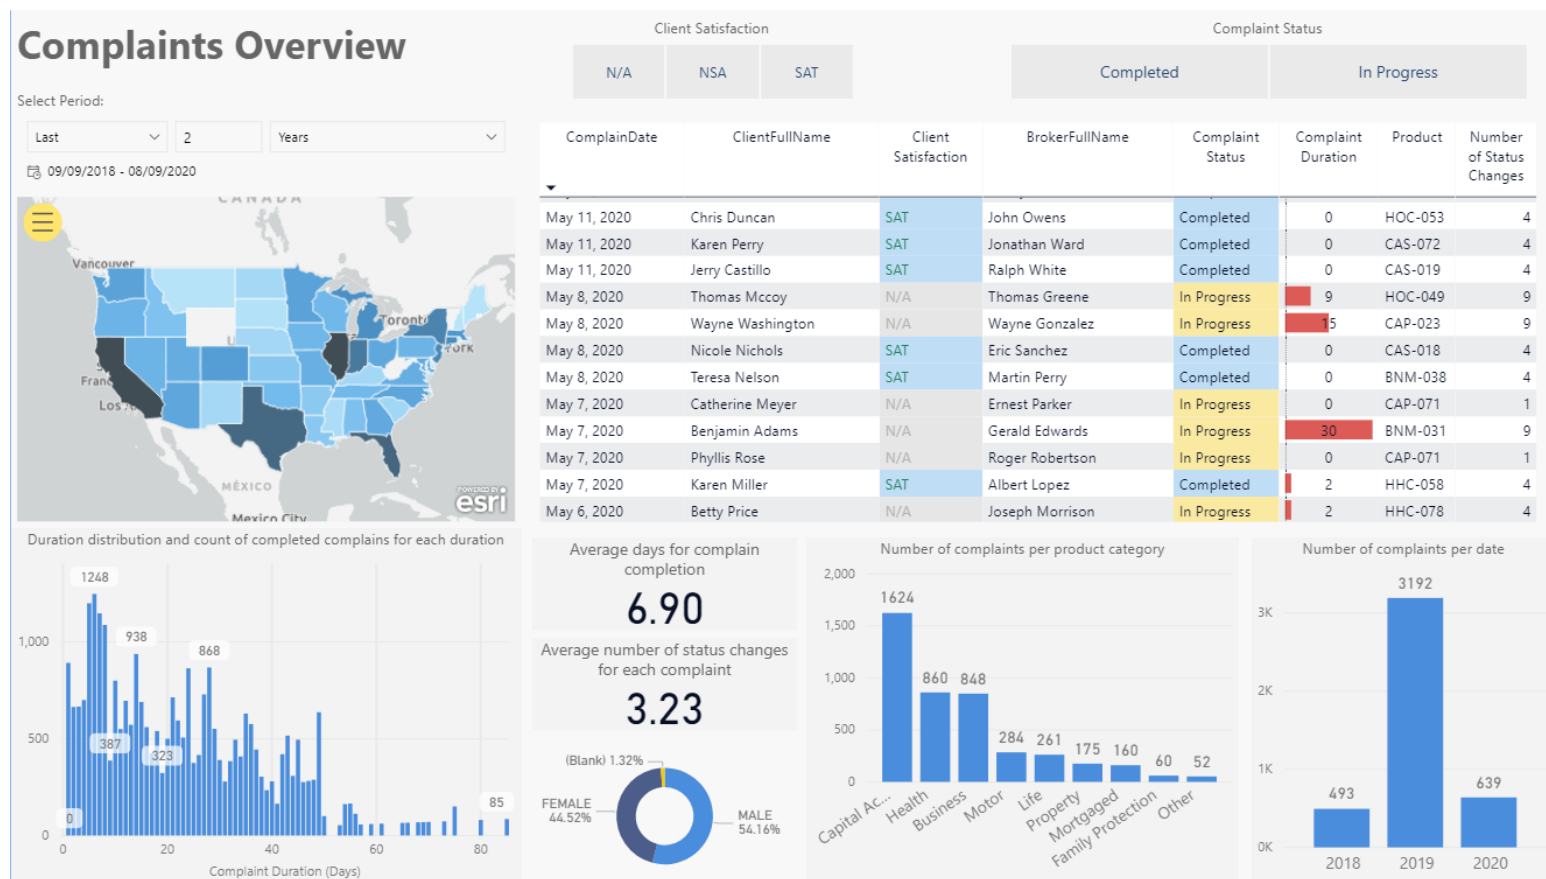 Complaints Overview
Client Satisfaction
N/A NSA SAT
Complaint Status
Completed In Progress
Select Period:
Last 2 Years
09/09/2018 - 08/09/2020
CANADA
Vancouver
Toronto
York
Fran
Los
MÉXICO
Mexico City
POWERED BY
esri
ComplainDate ClientFullName Client Satisfaction BrokerFullName Complaint Status Complaint Duration Product Number of Status Changes
May 11, 2020 Chris Duncan SAT John Owens Completed 0 HOC-053 4
May 11, 2020 Karen Perry SAT Jonathan Ward Completed 0 CAS-072 4
May 11, 2020 Jerry Castillo SAT Ralph White Completed 0 CAS-019 4
May 8, 2020 Thomas Mccoy N/A Thomas Greene In Progress 9 HOC-049 9
May 8, 2020 Wayne Washington N/A Wayne Gonzalez In Progress 15 CAP-023 9
May 8, 2020 Nicole Nichols SAT Eric Sanchez Completed 0 CAS-018 4
May 8, 2020 Teresa Nelson SAT Martin Perry Completed 0 BNM-038 4
May 7, 2020 Catherine Meyer N/A Ernest Parker In Progress 0 CAP-071 1
May 7, 2020 Benjamin Adams N/A Gerald Edwards In Progress 30 BNM-031 9
May 7, 2020 Phyllis Rose N/A Roger Robertson In Progress 0 CAP-071 1
May 7, 2020 Karen Miller SAT Albert Lopez Completed 2 HHC-058 4
May 6, 2020 Betty Price N/A Joseph Morrison In Progress 2 HHC-078 4
Duration distribution and count of completed complains for each duration
1,000
500
0
1248
938
868
387
323
0
85
0 20 40 60 80
Complaint Duration (Days)
Average days for complain
completion
6.90
Average number of status changes
for each complaint
3.23
(Blank) 1.32%
FEMALE
44.52%
MALE
54.16%
Number of complaints per product category
2,000
1,500
1,000
500
0
1624 860 848 284 261 175 160 60 52
Capital Ac... Health Business Motor Life Property Mortgaged Family Protection Other
Number of complaints per date
3K
2K
1K
0K
493 3192 639
2018 2019 2020